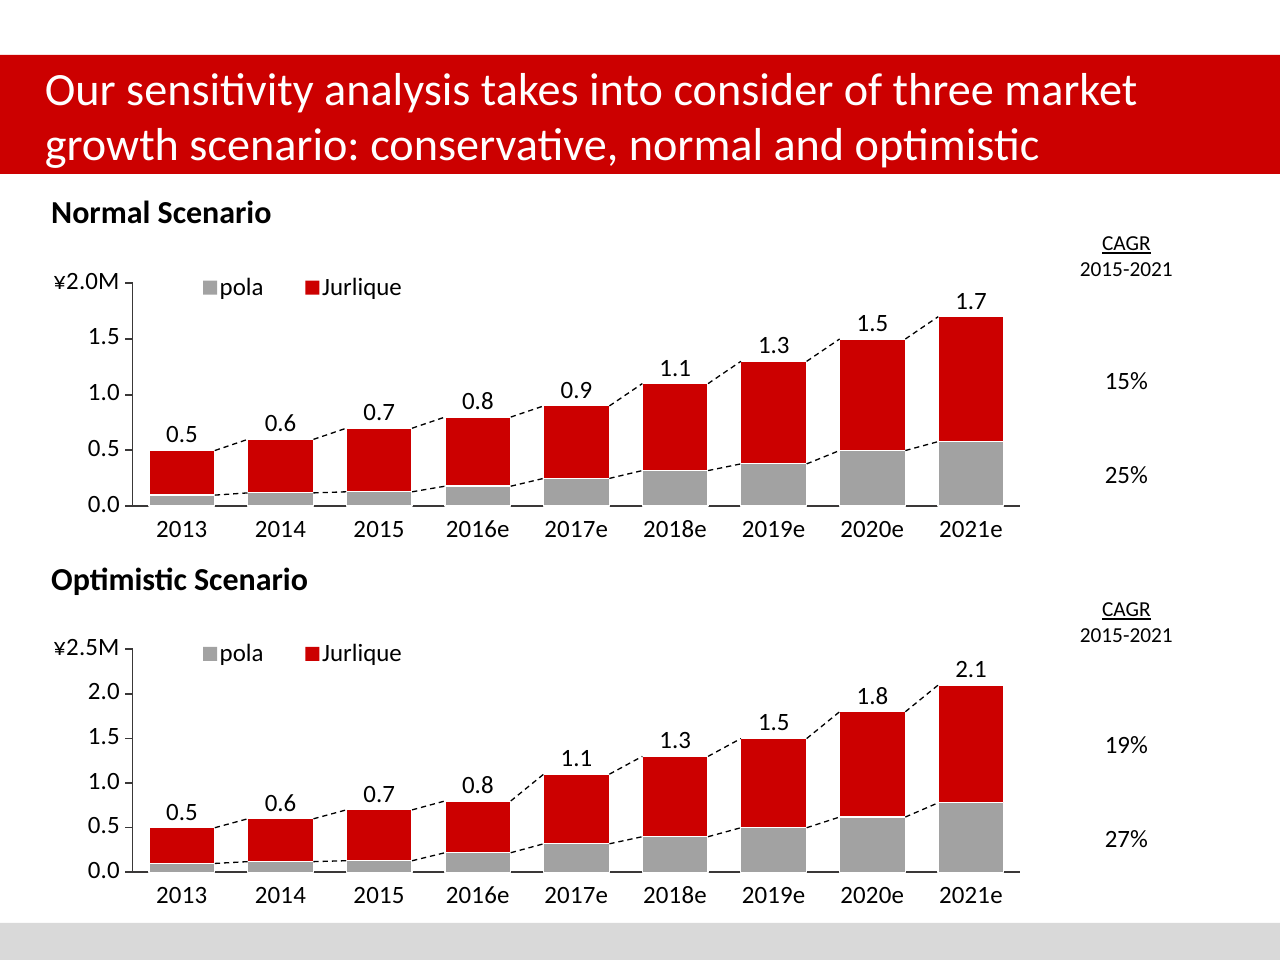 Our sensitivity analysis takes into consider of three market
growth scenario: conservative, normal and optimistic
Normal Scenario
CAGR
2015-2021
¥2.0M
1.5
1.0
0.5
0.0
pola
Jurlique
0.5
0.6
0.7
0.8
0.9
1.1
1.3
1.5
1.7
15%
25%
2013
2014
2015
2016e
2017e
2018e
2019e
2020e
2021e
Optimistic Scenario
CAGR
2015-2021
¥2.5M
2.0
1.5
1.0
0.5
0.0
pola
Jurlique
0.5
0.6
0.7
0.8
1.1
1.3
1.5
1.8
2.1
19%
27%
2013
2014
2015
2016e
2017e
2018e
2019e
2020e
2021e